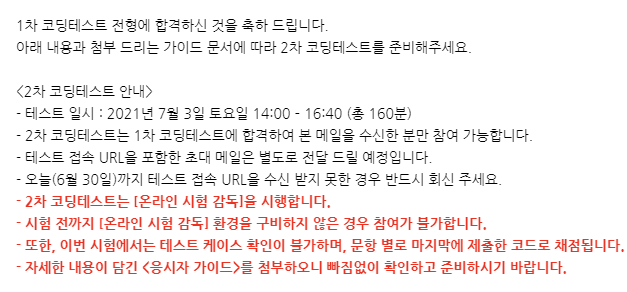 1차 코딩테스트 전형에 합격하신 것을 축하 드립니다.
아래 내용과 첨부 드리는 가이드 문서에 따라 2차 코딩테스트를 준비해주세요.
<2차 코딩테스트 안내>
- 테스트 일시 : 2021년 7월 3일 토요일 14:00 - 16:40 (총 160분)
- 2차 코딩테스트는 1차 코딩테스트에 합격하여 본 메일을 수신한 분만 참여 가능합니다.
- 테스트 접속 URL을 포함한 초대 메일은 별도로 전달 드릴 예정입니다.
- 오늘(6월 30일)까지 테스트 접속 URL을 수신 받지 못한 경우 반드시 회신 주세요.
- 2차 코딩테스트는 [온라인 시험 감독]을 시행합니다.
- 시험 전까지 [온라인 시험 감독] 환경을 구비하지 않은 경우 참여가 불가합니다.
- 또한, 이번 시험에서는 테스트 케이스 확인이 불가하며, 문항 별로 마지막에 제출한 코드로 채점됩니다.
- 자세한 내용이 담긴 <응시자 가이드>를 첨부하오니 빠짐없이 확인하고 준비하시기 바랍니다.